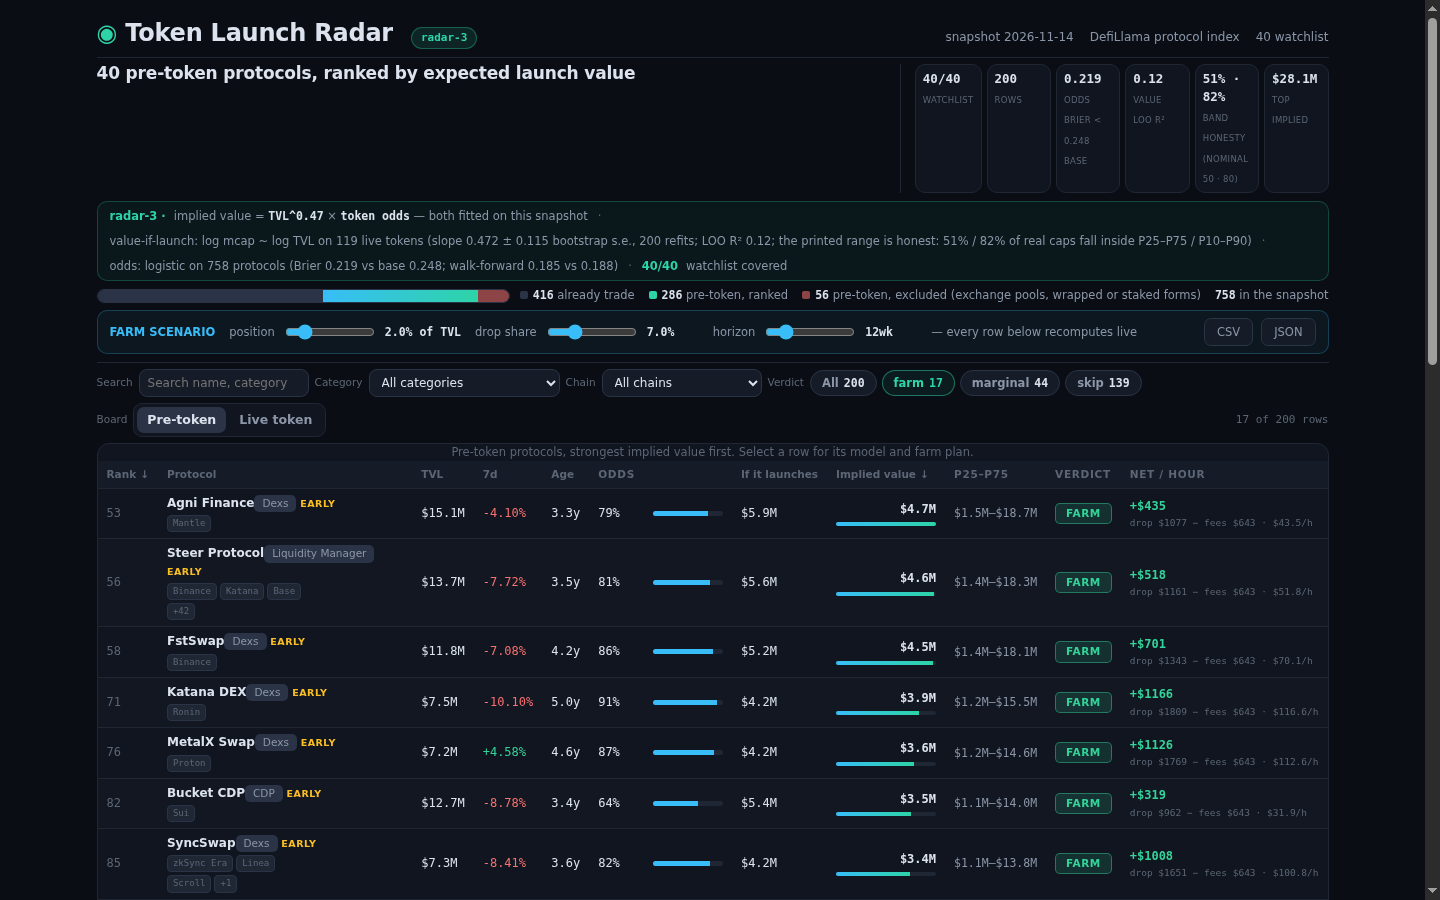 ◉ Token Launch Radar radar-3
snapshot 2026-11-14 DefiLlama protocol index 40 watchlist
40 pre-token protocols, ranked by expected launch value
40/40
WATCHLIST
200
ROWS
0.219
ODDS
BRIER <
0.248
BASE
0.12
VALUE
LOO R²
51% ·
82%
BAND
HONESTY
(NOMINAL
50 · 80)
$28.1M
TOP
IMPLIED
radar-3 · implied value = TVL^0.47 × token odds — both fitted on this snapshot ·
value-if-launch: log mcap ~ log TVL on 119 live tokens (slope 0.472 ± 0.115 bootstrap s.e., 200 refits; LOO R² 0.12; the printed range is honest: 51% / 82% of real caps fall inside P25–P75 / P10–P90) ·
odds: logistic on 758 protocols (Brier 0.219 vs base 0.248; walk-forward 0.185 vs 0.188) · 40/40 watchlist covered
416 already trade 286 pre-token, ranked 56 pre-token, excluded (exchange pools, wrapped or staked forms) 758 in the snapshot
FARM SCENARIO position 2.0% of TVL drop share 7.0% horizon 12wk — every row below recomputes live CSV JSON
Search Search name, category Category All categories Chain All chains Verdict All 200 farm 17 marginal 44 skip 139
Board Pre-token Live token 17 of 200 rows
Pre-token protocols, strongest implied value first. Select a row for its model and farm plan.
Rank ↓ Protocol TVL 7d Age ODDS If it launches Implied value ↓ P25–P75 VERDICT NET / HOUR
53 Agni Finance Dexs EARLY $15.1M -4.10% 3.3y 79% $5.9M $4.7M $1.5M–$18.7M FARM +$435
Mantle drop $1077 − fees $643 · $43.5/h
Steer Protocol Liquidity Manager
EARLY
56 $13.7M -7.72% 3.5y 81% $5.6M $4.6M $1.4M–$18.3M FARM +$518
Binance Katana Base drop $1161 − fees $643 · $51.8/h
+42
58 FstSwap Dexs EARLY $11.8M -7.08% 4.2y 86% $5.2M $4.5M $1.4M–$18.1M FARM +$701
Binance drop $1343 − fees $643 · $70.1/h
71 Katana DEX Dexs EARLY $7.5M -10.10% 5.0y 91% $4.2M $3.9M $1.2M–$15.5M FARM +$1166
Ronin drop $1809 − fees $643 · $116.6/h
76 MetalX Swap Dexs EARLY $7.2M +4.58% 4.6y 87% $4.2M $3.6M $1.2M–$14.6M FARM +$1126
Proton drop $1769 − fees $643 · $112.6/h
82 Bucket CDP CDP EARLY $12.7M -8.78% 3.4y 64% $5.4M $3.5M $1.1M–$14.0M FARM +$319
Sui drop $962 − fees $643 · $31.9/h
SyncSwap Dexs EARLY
85 zkSync Era Linea $7.3M -8.41% 3.6y 82% $4.2M $3.4M $1.1M–$13.8M FARM +$1008
Scroll +1 drop $1651 − fees $643 · $100.8/h